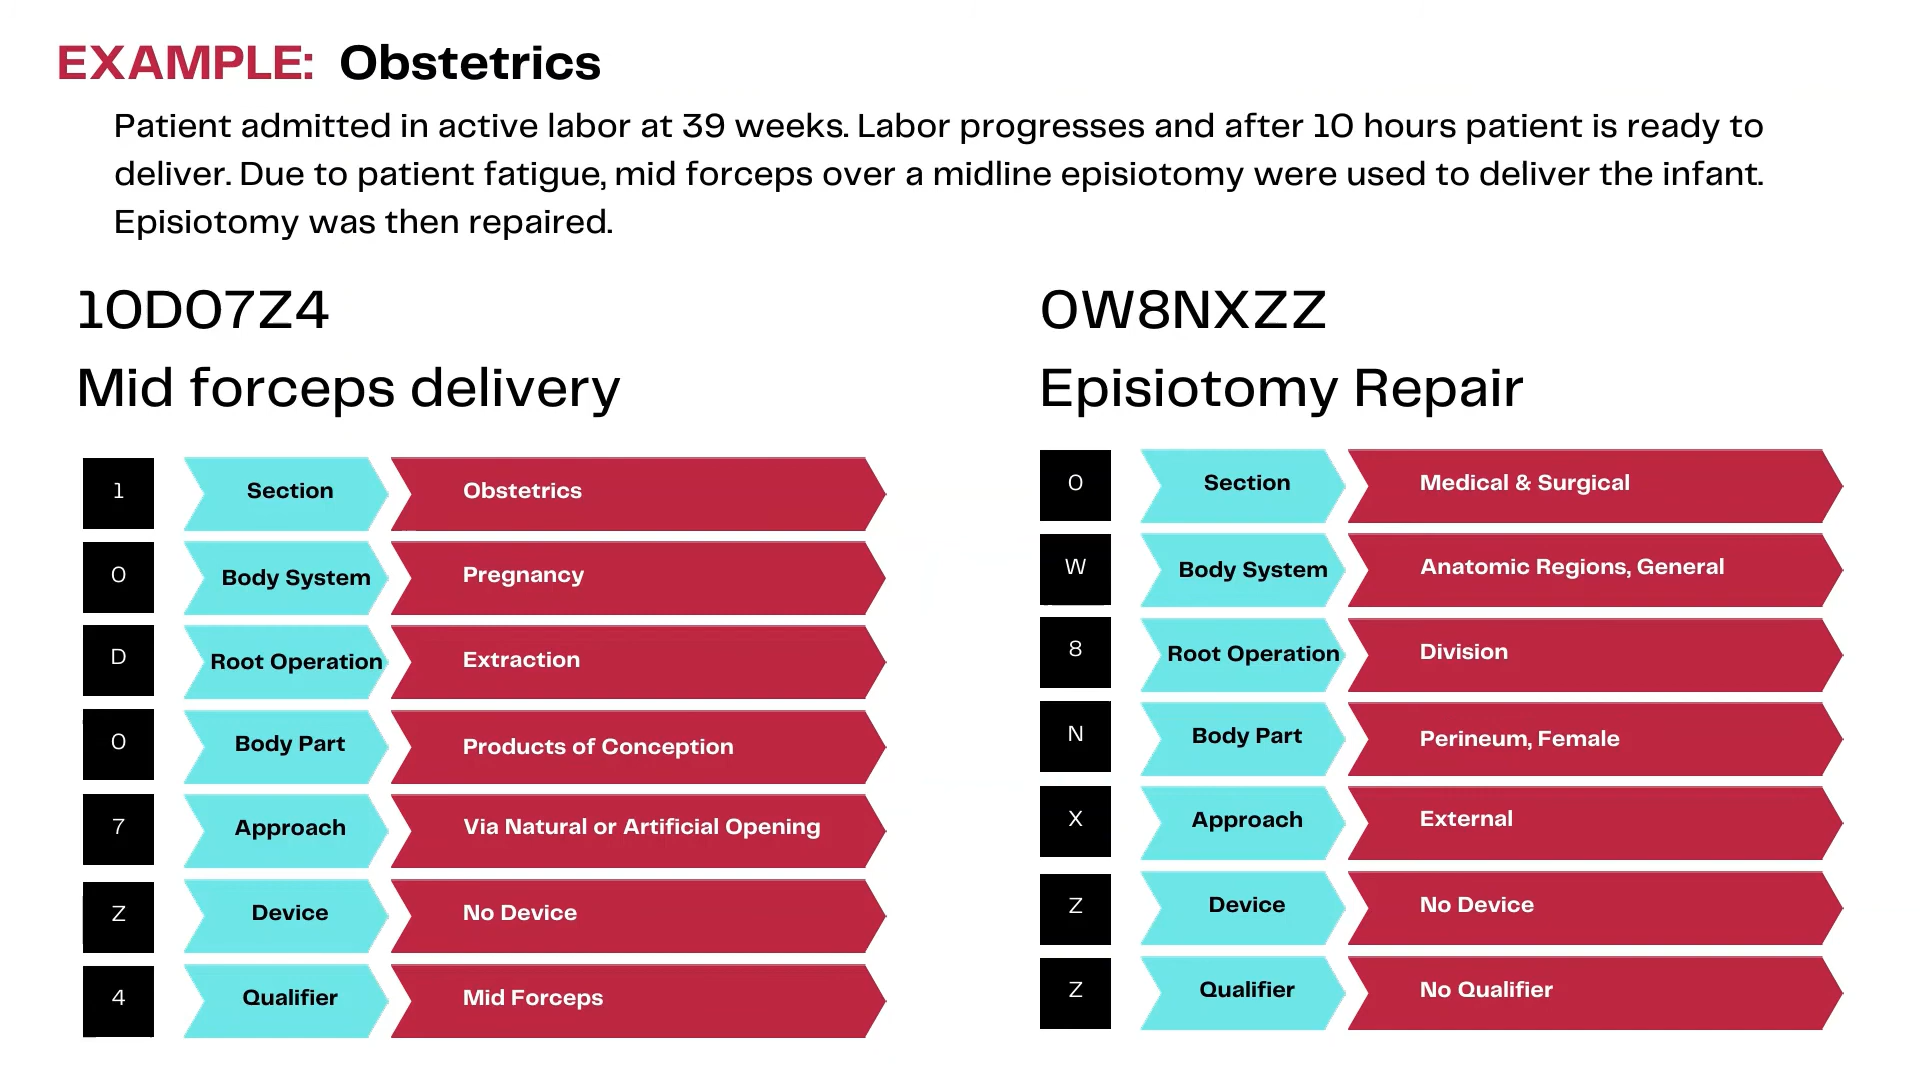 EXAMPLE: Obstetrics
Patient admitted in active labor at 39 weeks. Labor progresses and after 10 hours patient is ready to
deliver. Due to patient fatigue, mid forceps over a midline episiotomy were used to deliver the infant.
Episiotomy was then repaired.
10D07Z4
Mid forceps delivery
1 Section Obstetrics
0 Body System Pregnancy
D Root Operation Extraction
0 Body Part Products of Conception
7 Approach Via Natural or Artificial Opening
Z Device No Device
4 Qualifier Mid Forceps
0W8NXZZ
Episiotomy Repair
0 Section Medical & Surgical
W Body System Anatomic Regions, General
8 Root Operation Division
N Body Part Perineum, Female
X Approach External
Z Device No Device
Z Qualifier No Qualifier